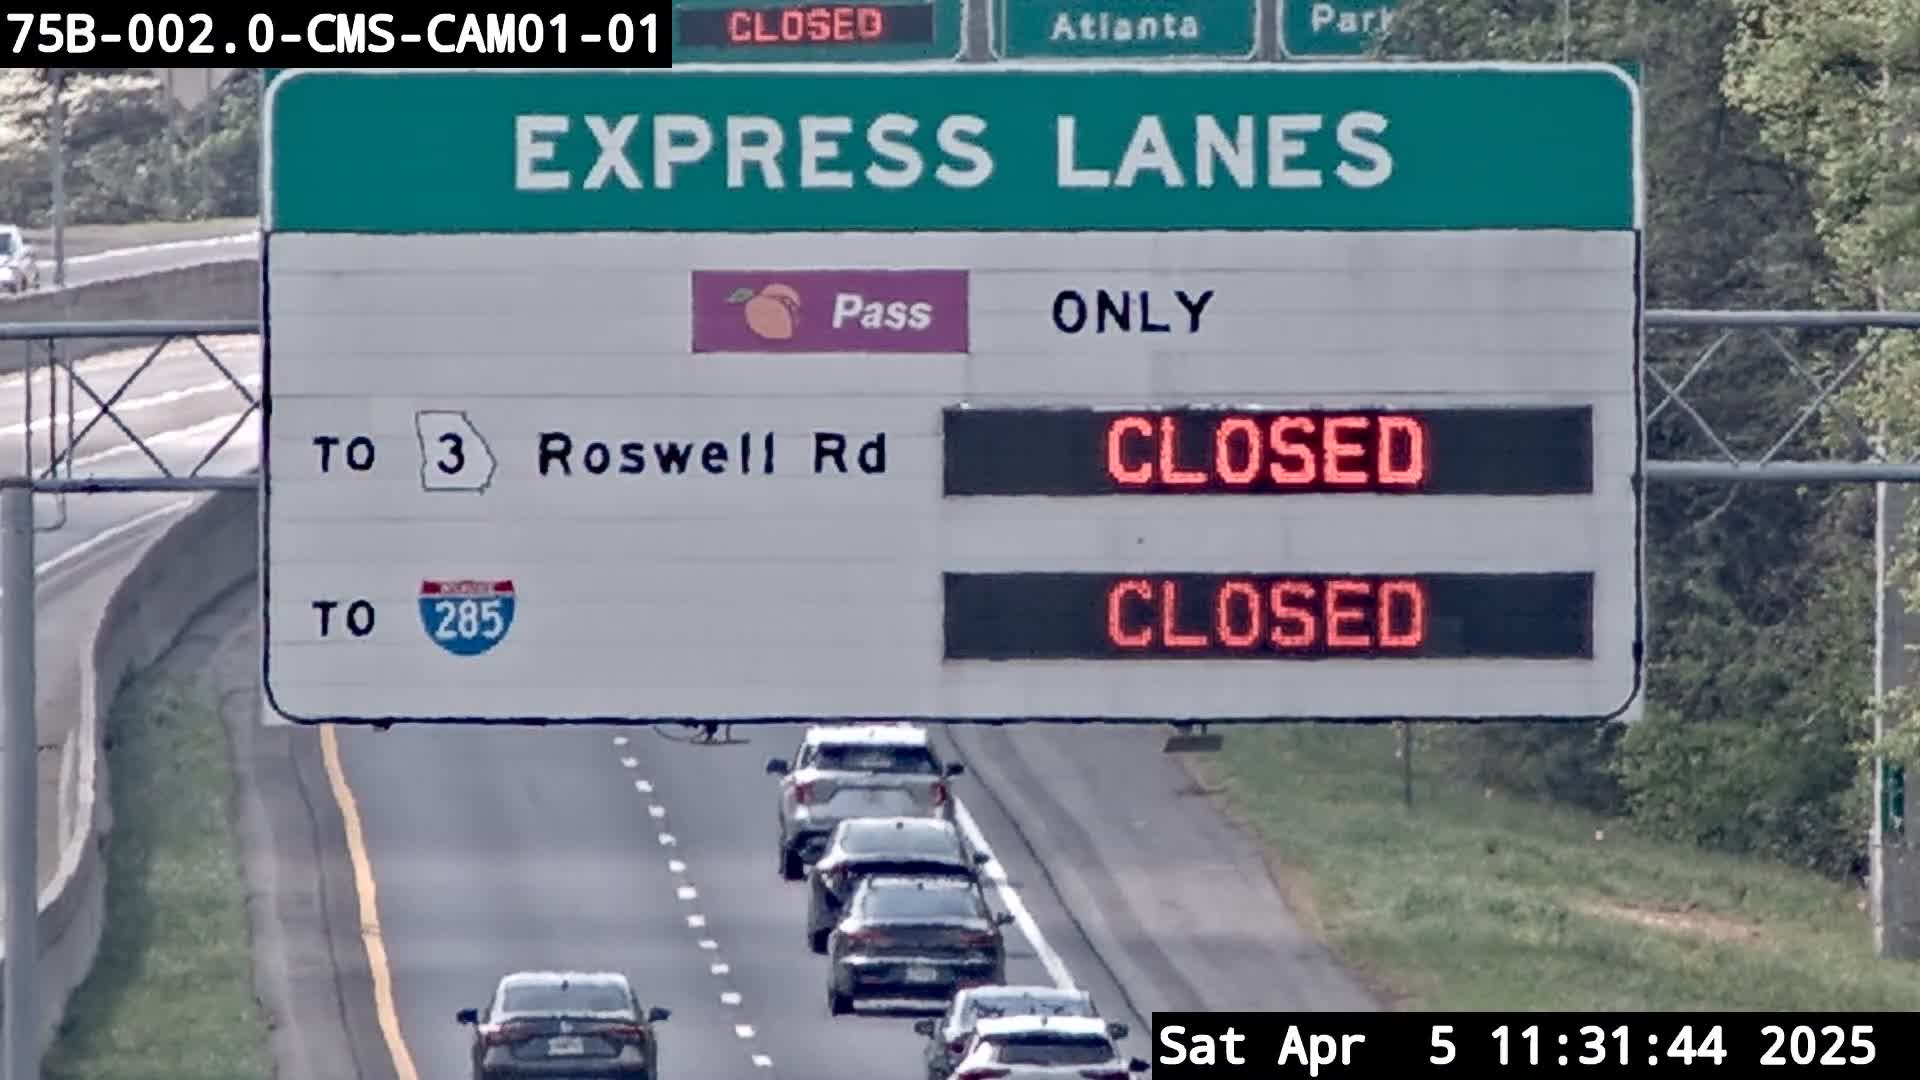 75B-002.0-CMS-CAM01-01
CLOSED
Atlanta
Park
EXPRESS LANES
Pass ONLY
TO 3 Roswell Rd CLOSED
TO 285 CLOSED
Sat Apr 5 11:31:44 2025